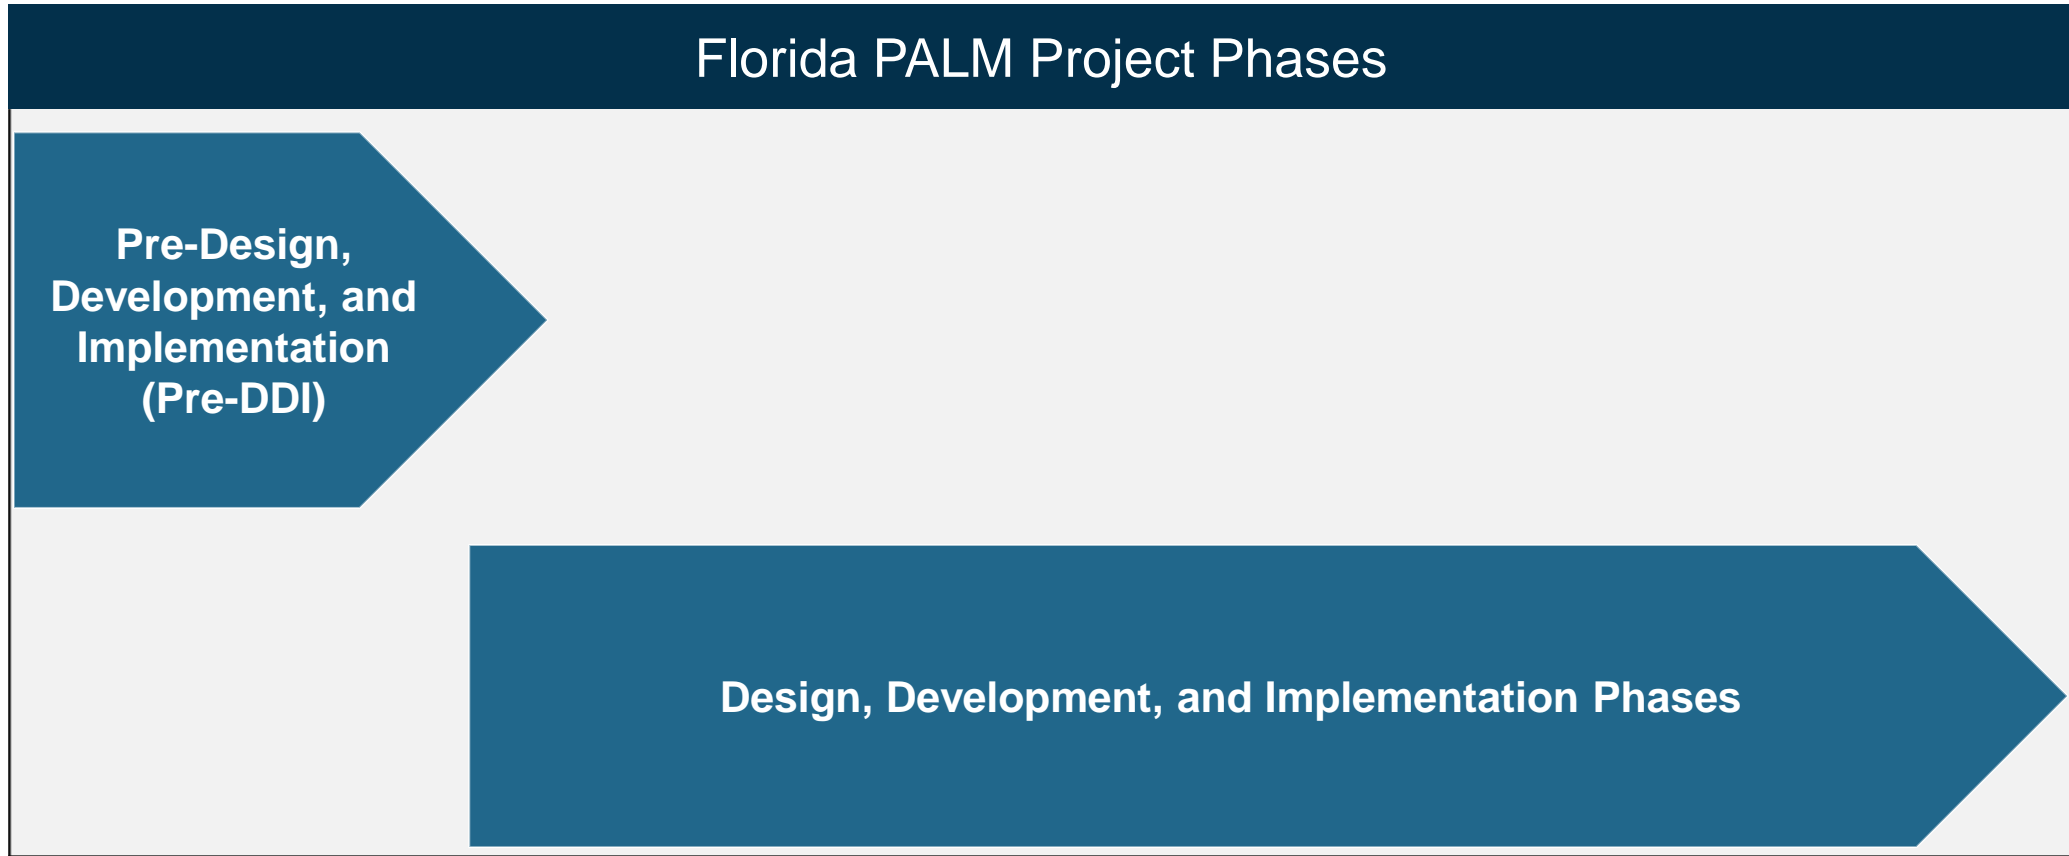 Florida PALM Project Phases
Pre-Design,
Development, and
Implementation
(Pre-DDI)
Design, Development, and Implementation Phases